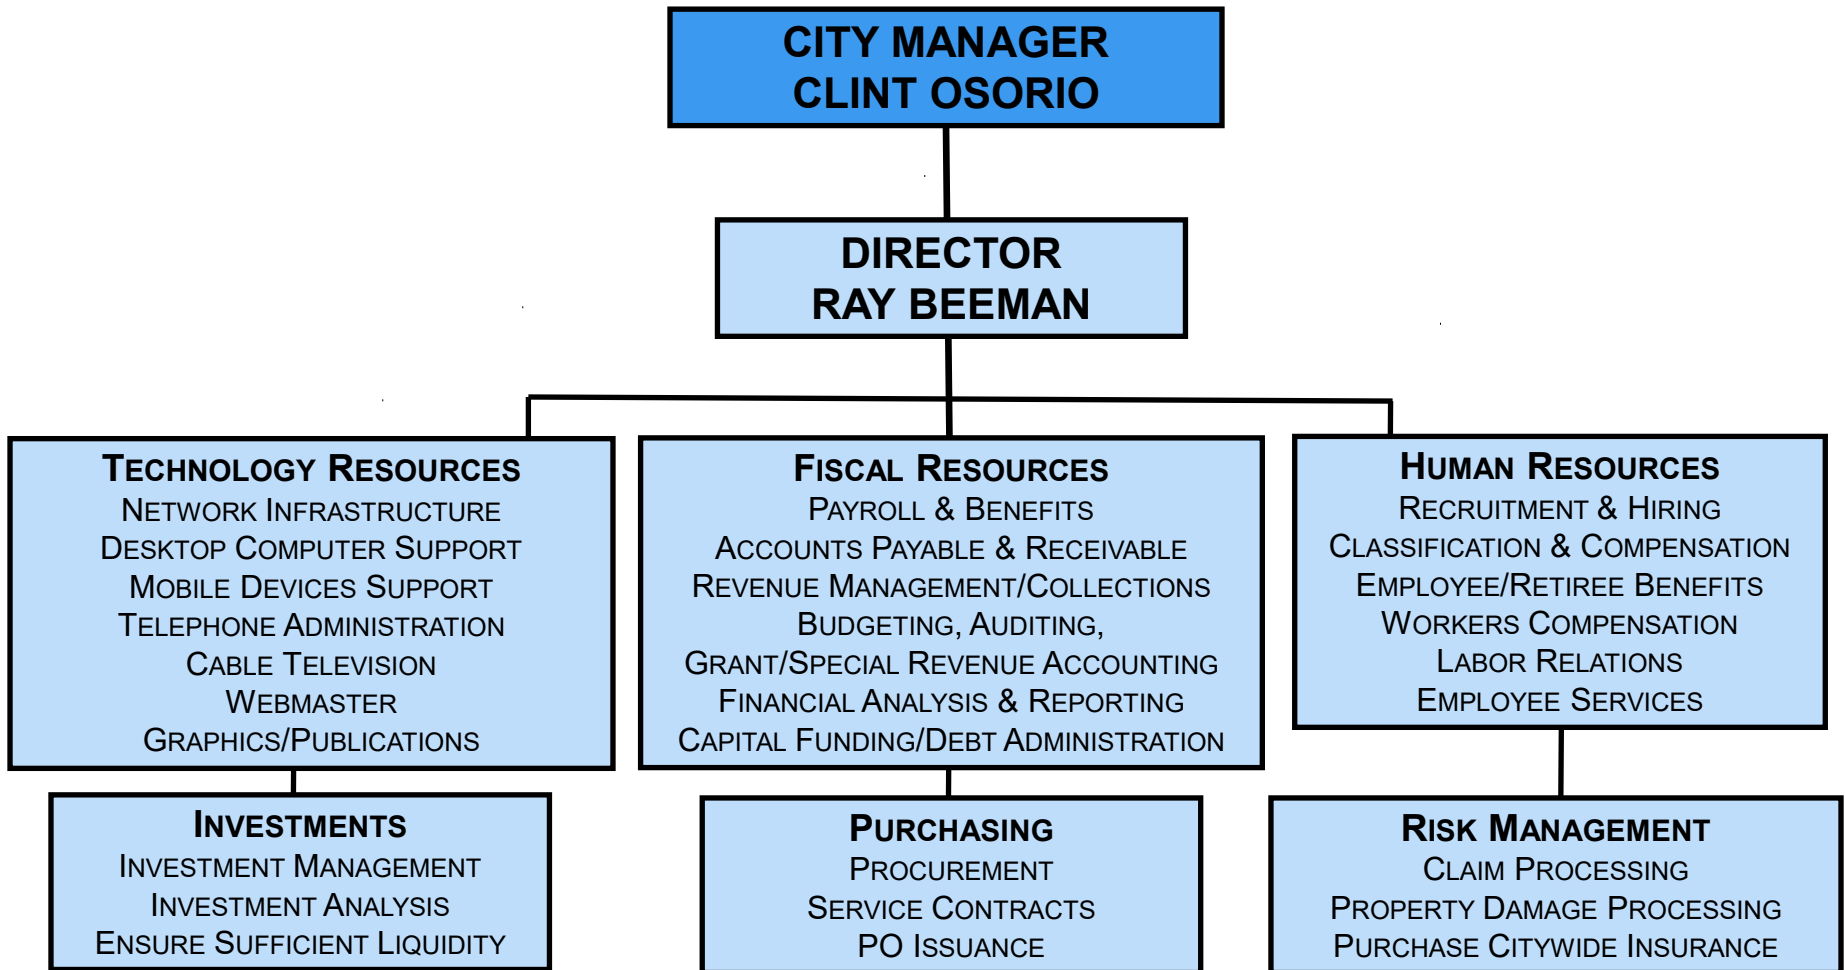 CITY MANAGER
CLINT OSORIO
DIRECTOR
RAY BEEMAN
TECHNOLOGY RESOURCES
NETWORK INFRASTRUCTURE
DESKTOP COMPUTER SUPPORT
MOBILE DEVICES SUPPORT
TELEPHONE ADMINISTRATION
CABLE TELEVISION
WEBMASTER
GRAPHICS/PUBLICATIONS
FISCAL RESOURCES
PAYROLL & BENEFITS
ACCOUNTS PAYABLE & RECEIVABLE
REVENUE MANAGEMENT/COLLECTIONS
BUDGETING, AUDITING,
GRANT/SPECIAL REVENUE ACCOUNTING
FINANCIAL ANALYSIS & REPORTING
CAPITAL FUNDING/DEBT ADMINISTRATION
HUMAN RESOURCES
RECRUITMENT & HIRING
CLASSIFICATION & COMPENSATION
EMPLOYEE/RETIREE BENEFITS
WORKERS COMPENSATION
LABOR RELATIONS
EMPLOYEE SERVICES
INVESTMENTS
INVESTMENT MANAGEMENT
INVESTMENT ANALYSIS
ENSURE SUFFICIENT LIQUIDITY
PURCHASING
PROCUREMENT
SERVICE CONTRACTS
PO ISSUANCE
RISK MANAGEMENT
CLAIM PROCESSING
PROPERTY DAMAGE PROCESSING
PURCHASE CITYWIDE INSURANCE